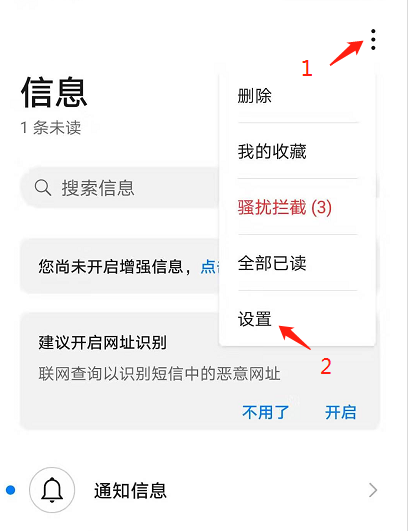 1
信息
删除
1 条未读
我的收藏
搜索信息
骚扰拦截 (3)
您尚未开启增强信息，点击
全部已读
设置
2
建议开启网址识别
联网查询以识别短信中的恶意网址
不用了 开启
通知信息